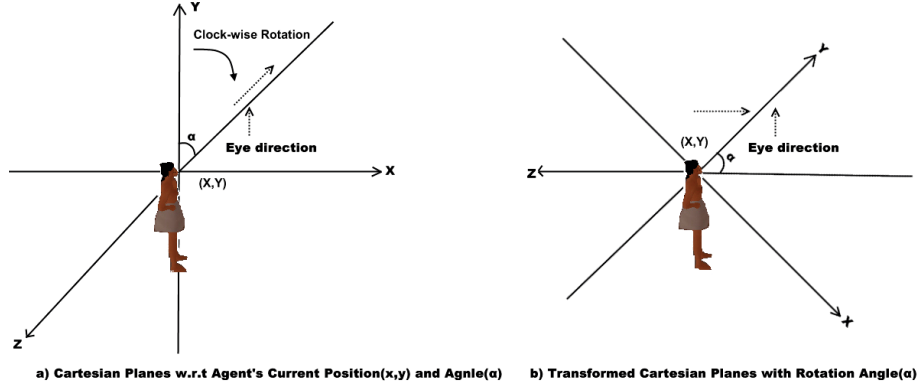 Y
Clock-wise Rotation
α
Eye direction
X
(X,Y)
Z
a) Cartesian Planes w.r.t Agent's Current Position(x,y) and Agnle(α)
Y
(X,Y)
Eye direction
α
Z
X
b) Transformed Cartesian Planes with Rotation Angle(α)